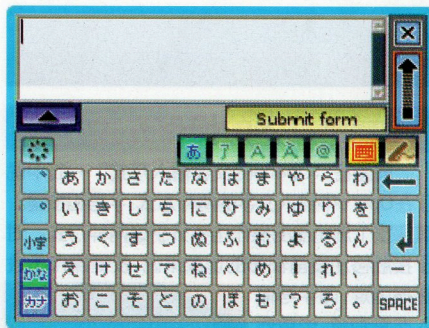 Submit form
あ ア A À @
゛ あ か さ た な は ま や ら わ
゜ い き し ち に ひ み ゆ り を
小字 う く す つ ぬ ふ む よ る ん
かな え け せ て ね へ め ! れ 、 ー
カナ お こ そ と の ほ も ? ろ 。 SPACE